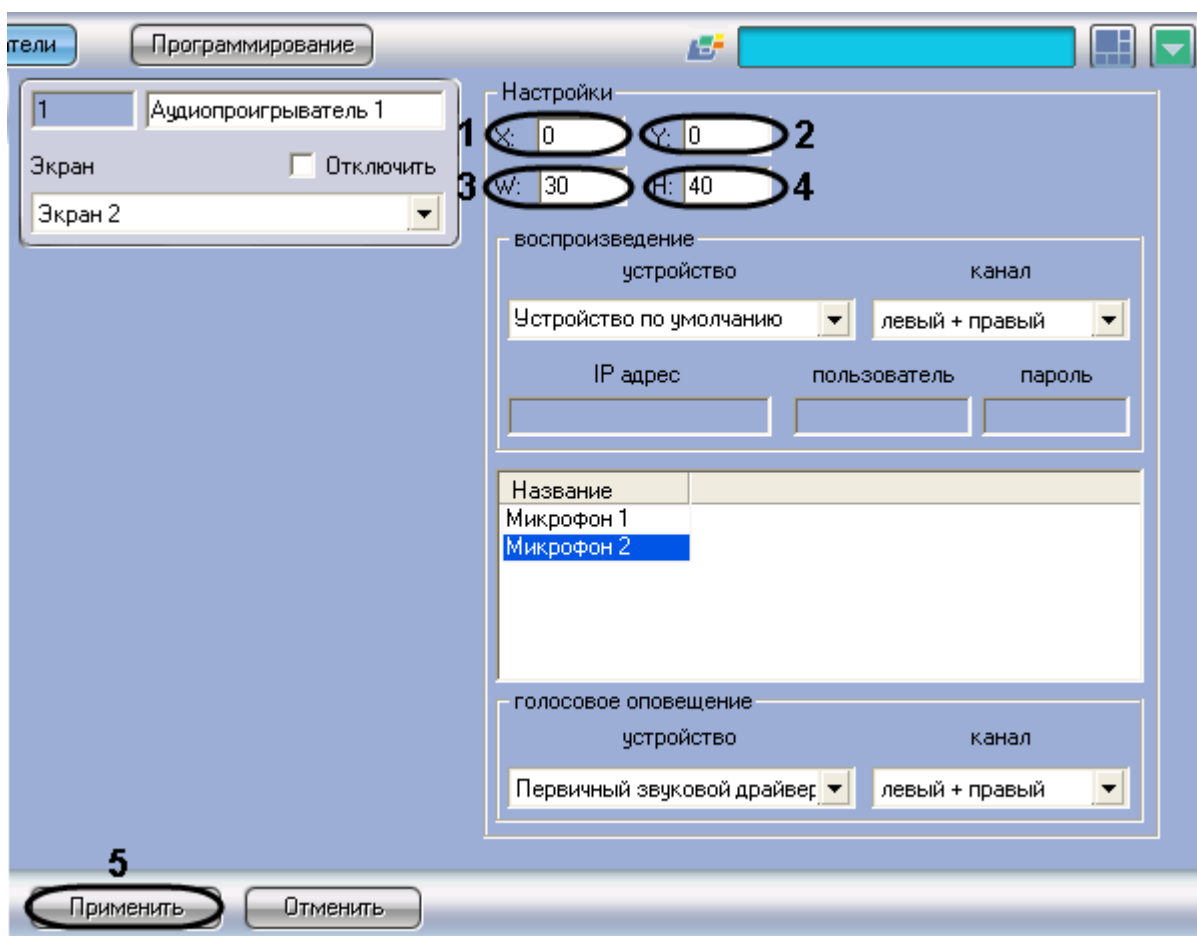 тели Программирование
1 Аудиопроигрыватель 1
Экран Отключить
Экран 2
Настройки
1 X: 0 Y: 0 2
3 W: 30 H: 40 4
воспроизведение
устройство канал
Устройство по умолчанию левый + правый
IP адрес пользователь пароль
Название
Микрофон 1
Микрофон 2
голосовое оповещение
устройство канал
Первичный звуковой драйвер левый + правый
5
Применить Отменить